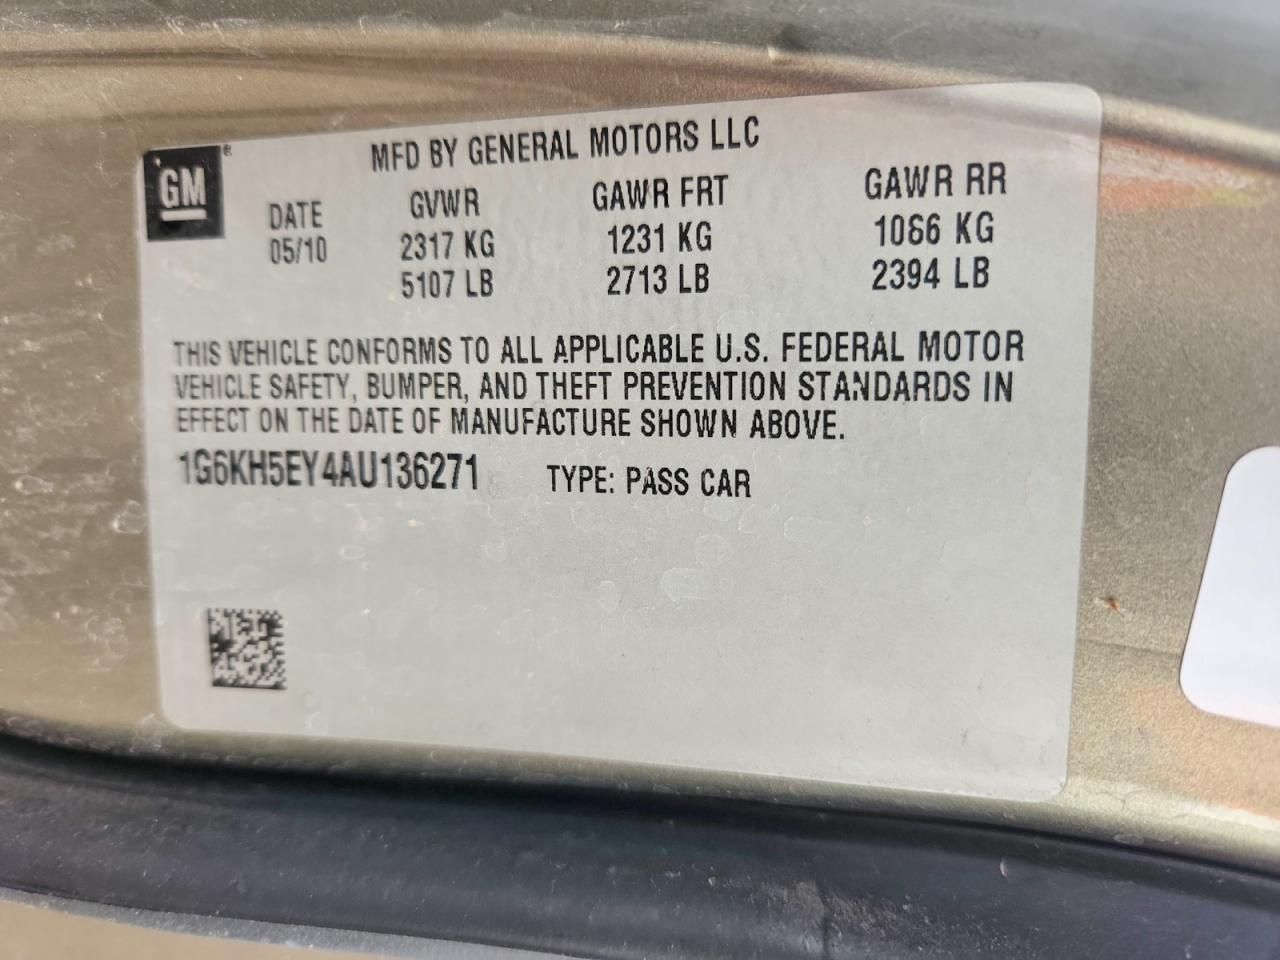 GM®
MFD BY GENERAL MOTORS LLC
DATE GVWR GAWR FRT GAWR RR
05/10 2317 KG 1231 KG 1086 KG
5107 LB 2713 LB 2394 LB
THIS VEHICLE CONFORMS TO ALL APPLICABLE U.S. FEDERAL MOTOR
VEHICLE SAFETY, BUMPER, AND THEFT PREVENTION STANDARDS IN
EFFECT ON THE DATE OF MANUFACTURE SHOWN ABOVE.
1G6KH5EY4AU136271 TYPE: PASS CAR